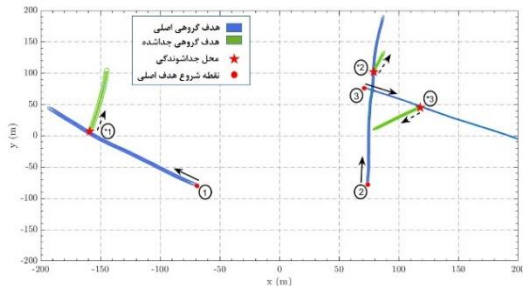 200
150
100
50
0
-50
-100
-150
-200
y (m)
-200 -150 -100 -50 0 50 100 150 200
x (m)
هدف گروهی اصلی
هدف گروهی جداشده
محل جداشوندگی
نقطه شروع هدف اصلی
*1
1
*2
3
*3
2